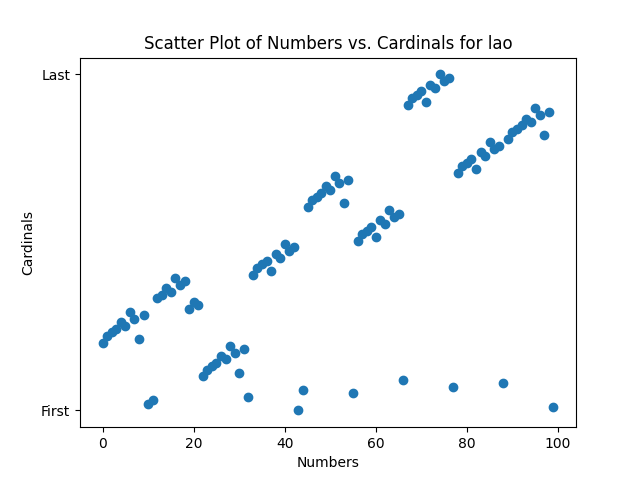 Scatter Plot of Numbers vs. Cardinals for lao
Last
Cardinals
First
0 20 40 60 80 100
Numbers